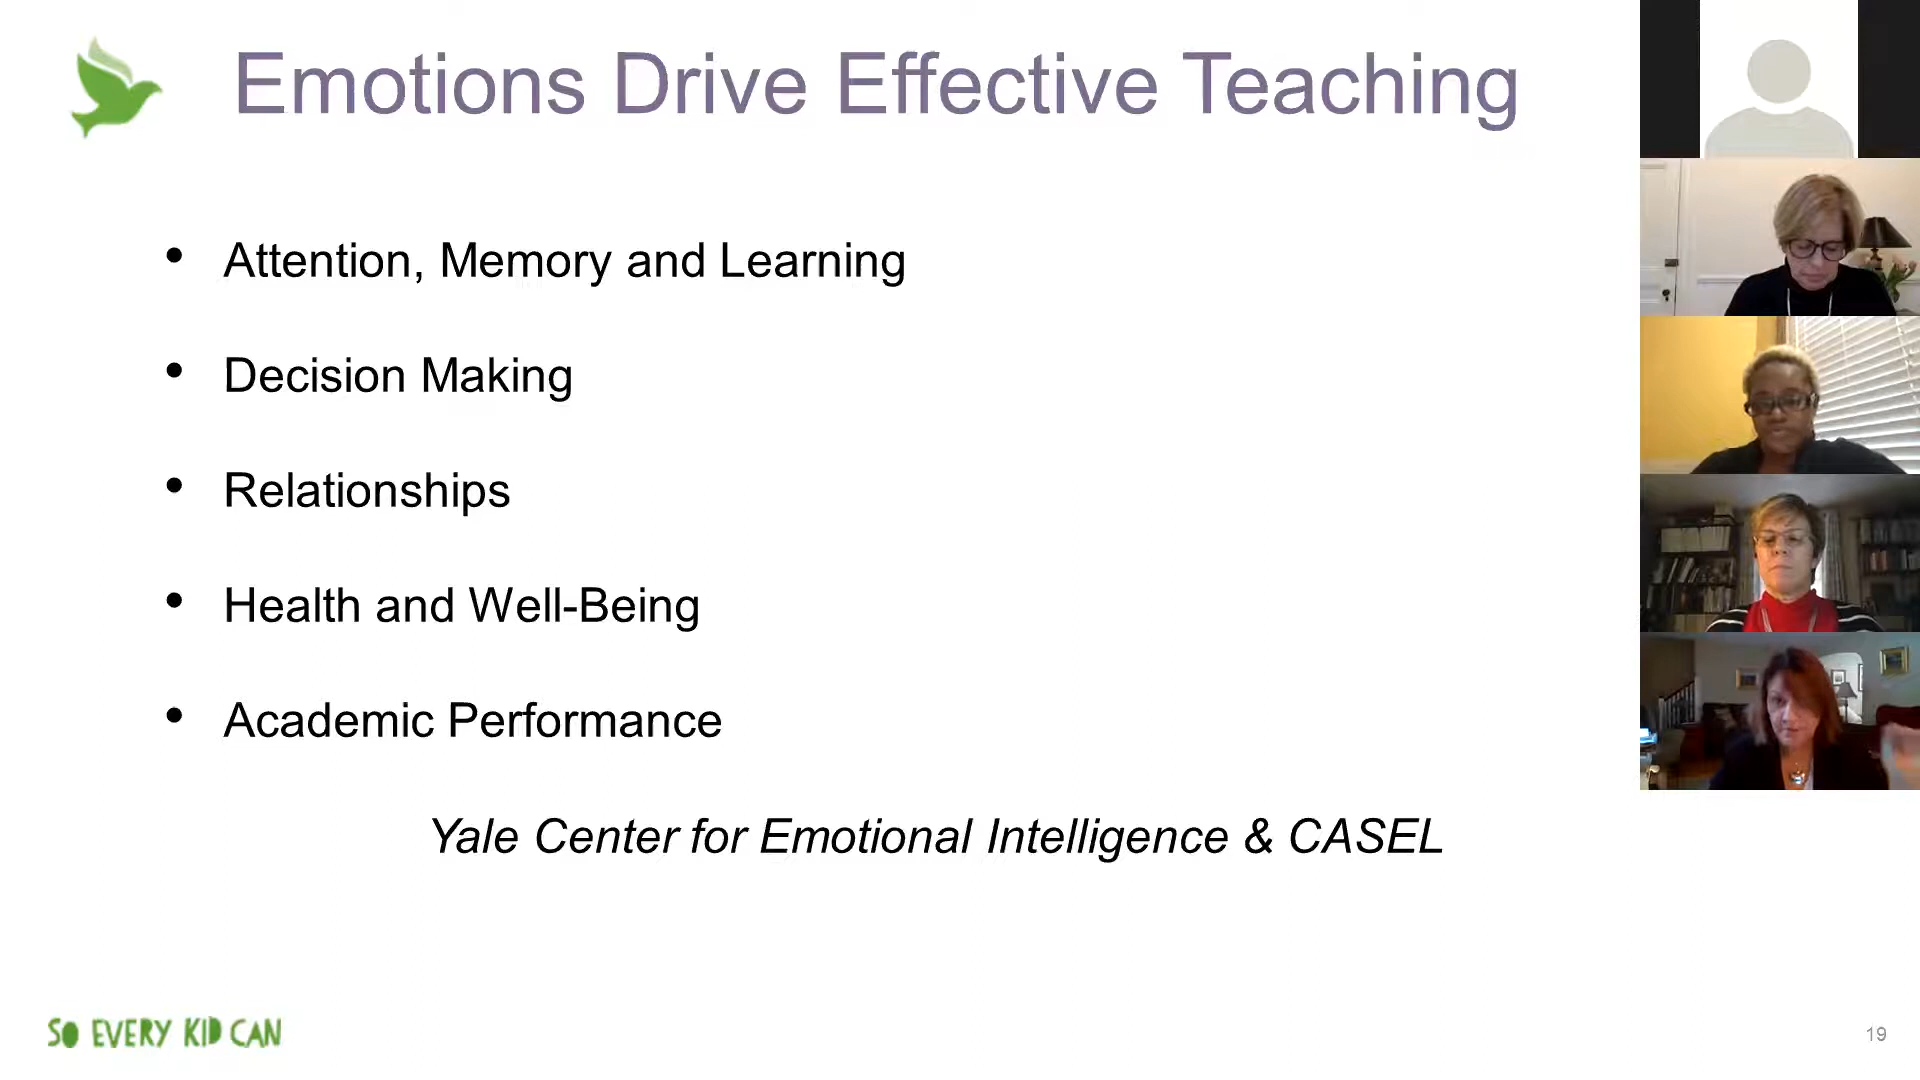 Emotions Drive Effective Teaching
• Attention, Memory and Learning
• Decision Making
• Relationships
• Health and Well-Being
• Academic Performance
Yale Center for Emotional Intelligence & CASEL
SO EVERY KID CAN
19